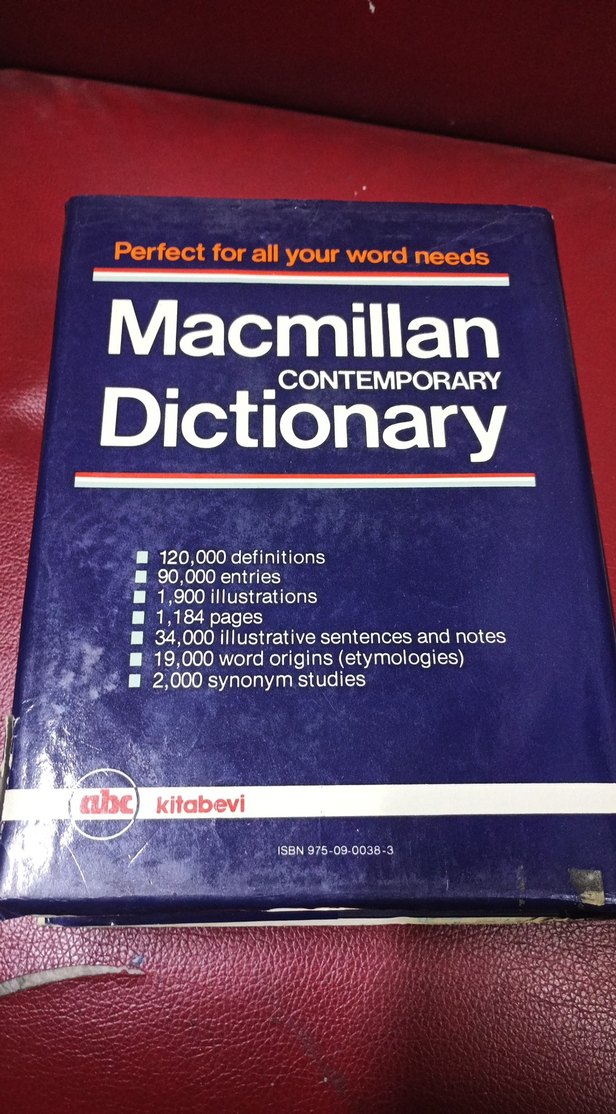 Perfect for all your word needs
Macmillan
CONTEMPORARY
Dictionary
120,000 definitions
90,000 entries
1,900 illustrations
1,184 pages
34,000 illustrative sentences and notes
19,000 word origins (etymologies)
2,000 synonym studies
abc kitabevi
ISBN 975-09-0038-3